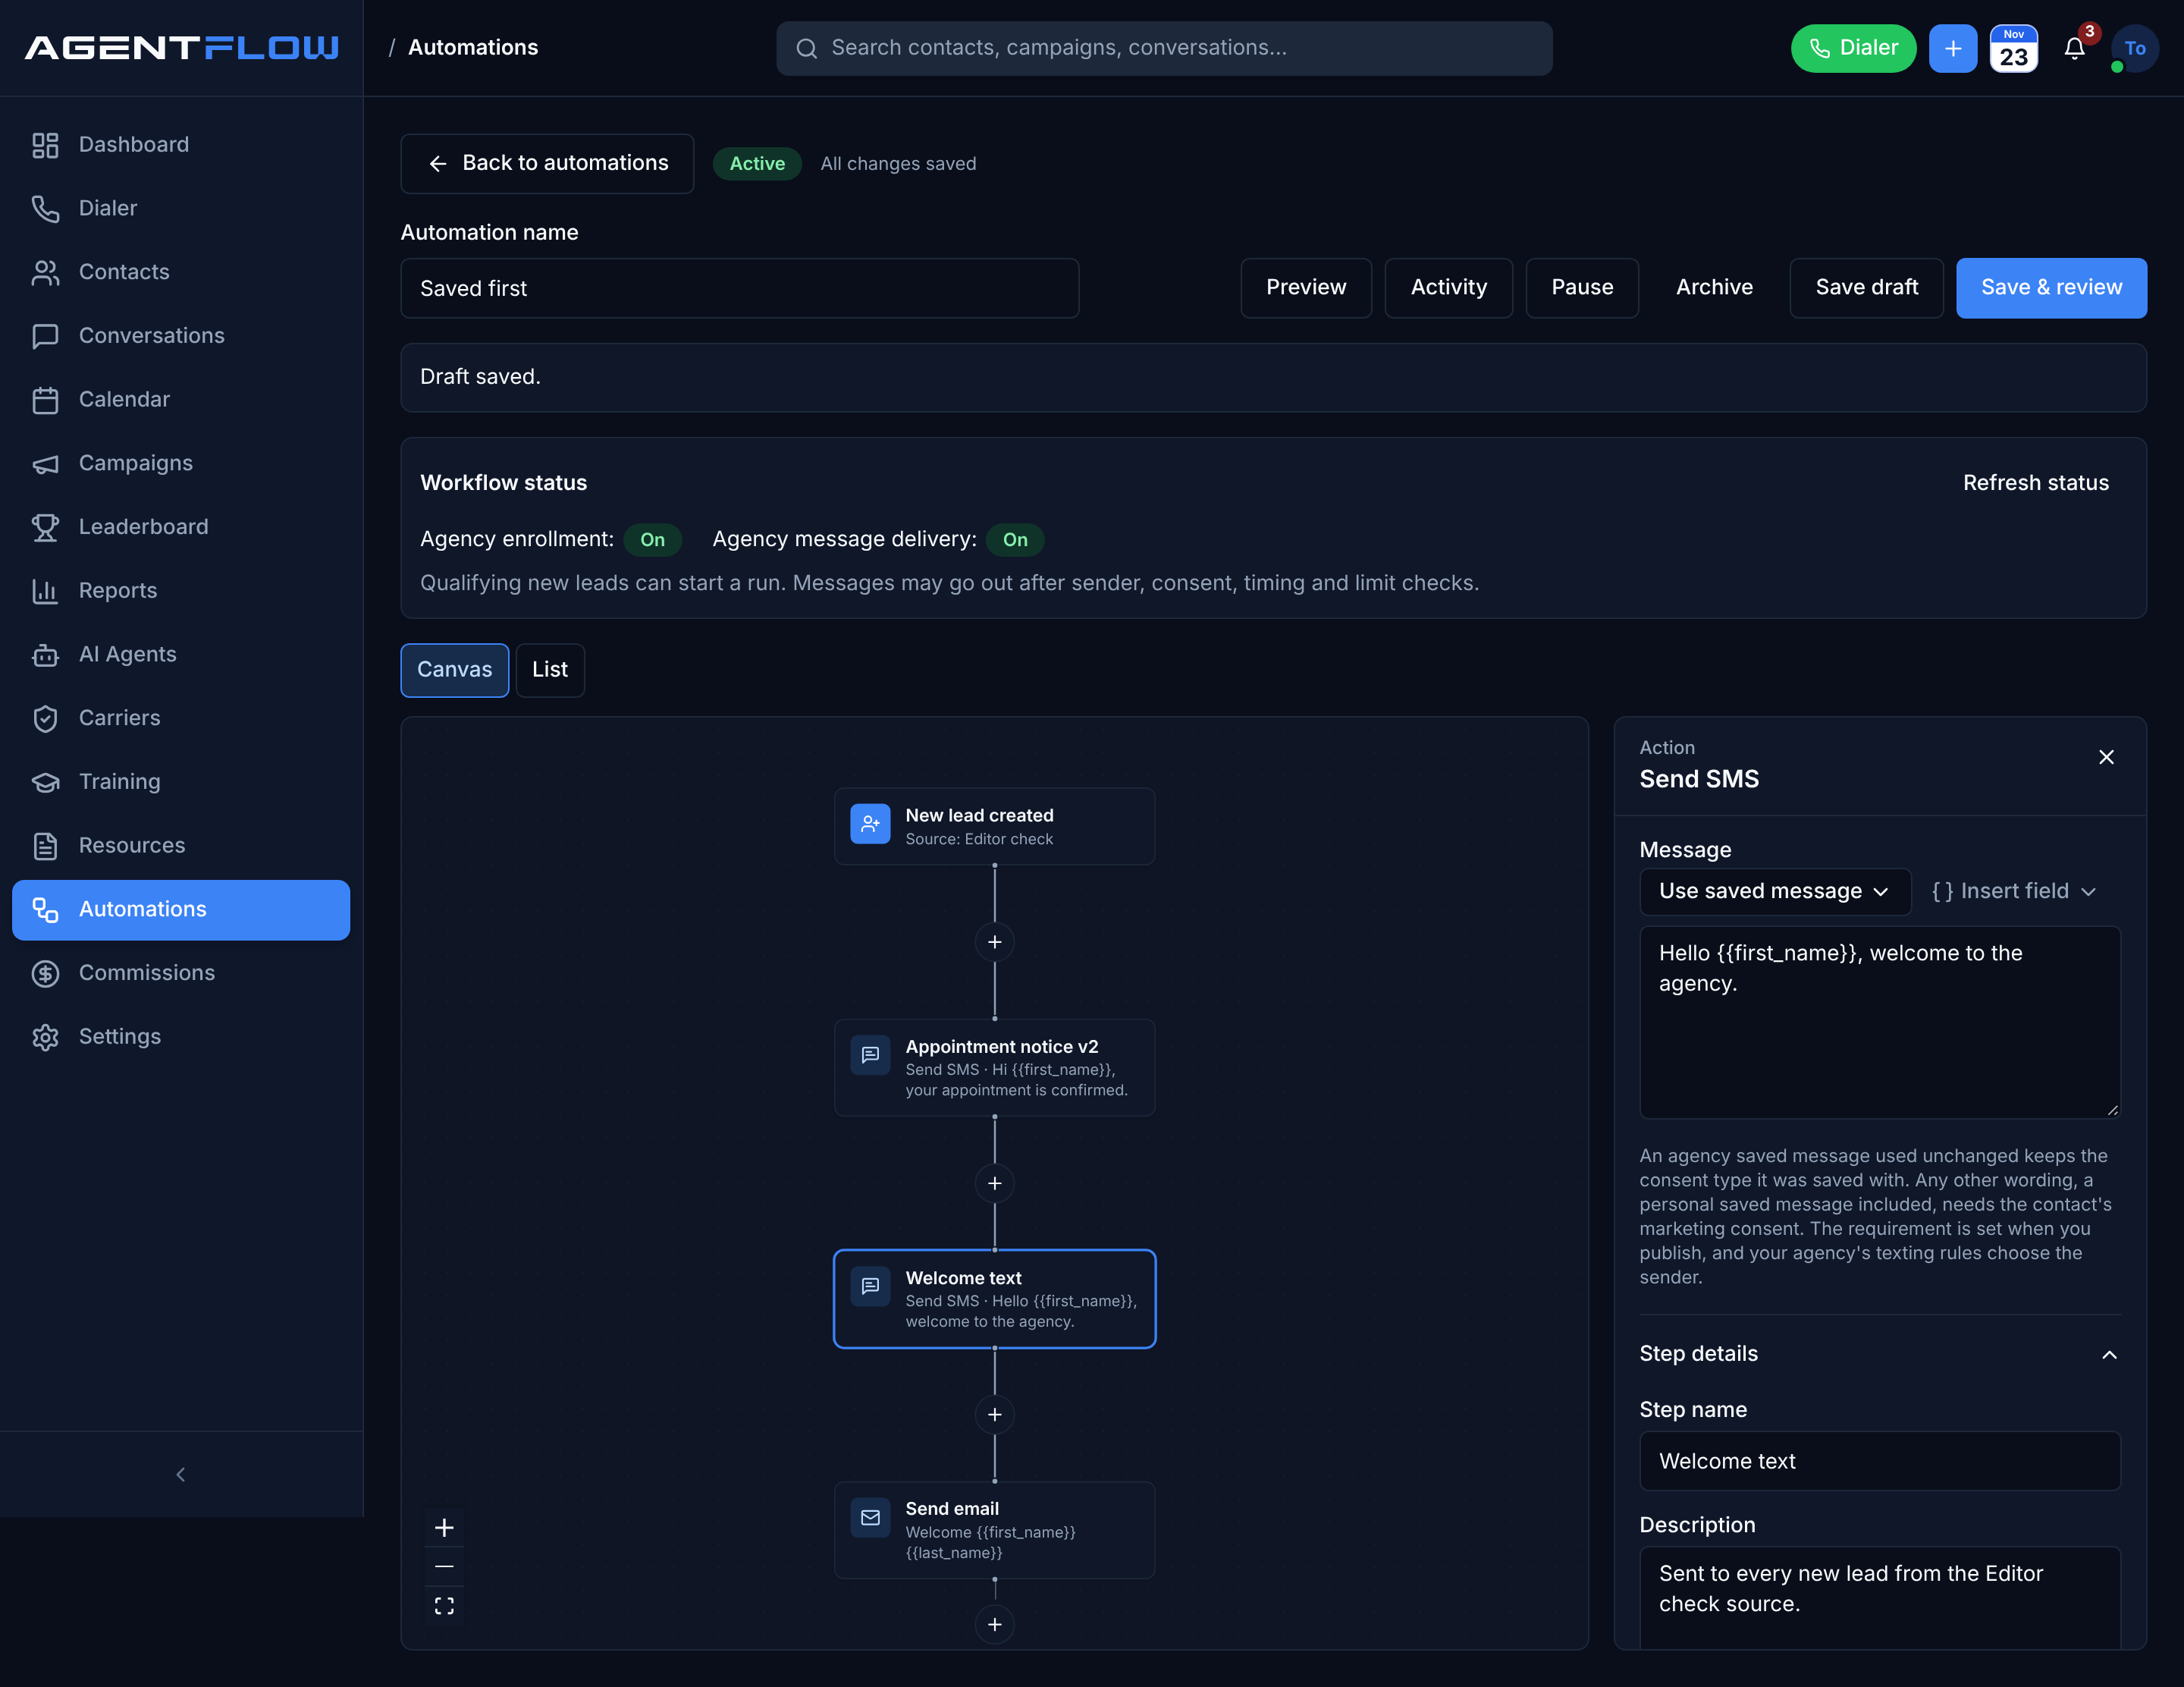 AGENTFLOW
/ Automations
Search contacts, campaigns, conversations...
Dialer
Nov
23
3
To
Dashboard
Dialer
Contacts
Conversations
Calendar
Campaigns
Leaderboard
Reports
AI Agents
Carriers
Training
Resources
Automations
Commissions
Settings
Back to automations
Active
All changes saved
Automation name
Saved first
Preview
Activity
Pause
Archive
Save draft
Save & review
Draft saved.
Workflow status
Refresh status
Agency enrollment: On
Agency message delivery: On
Qualifying new leads can start a run. Messages may go out after sender, consent, timing and limit checks.
Canvas
List
New lead created
Source: Editor check
Appointment notice v2
Send SMS · Hi {{first_name}},
your appointment is confirmed.
Welcome text
Send SMS · Hello {{first_name}},
welcome to the agency.
Send email
Welcome {{first_name}}
{{last_name}}
Action
Send SMS
Message
Use saved message
{ } Insert field
Hello {{first_name}}, welcome to the
agency.
An agency saved message used unchanged keeps the
consent type it was saved with. Any other wording, a
personal saved message included, needs the contact's
marketing consent. The requirement is set when you
publish, and your agency's texting rules choose the
sender.
Step details
Step name
Welcome text
Description
Sent to every new lead from the Editor
check source.